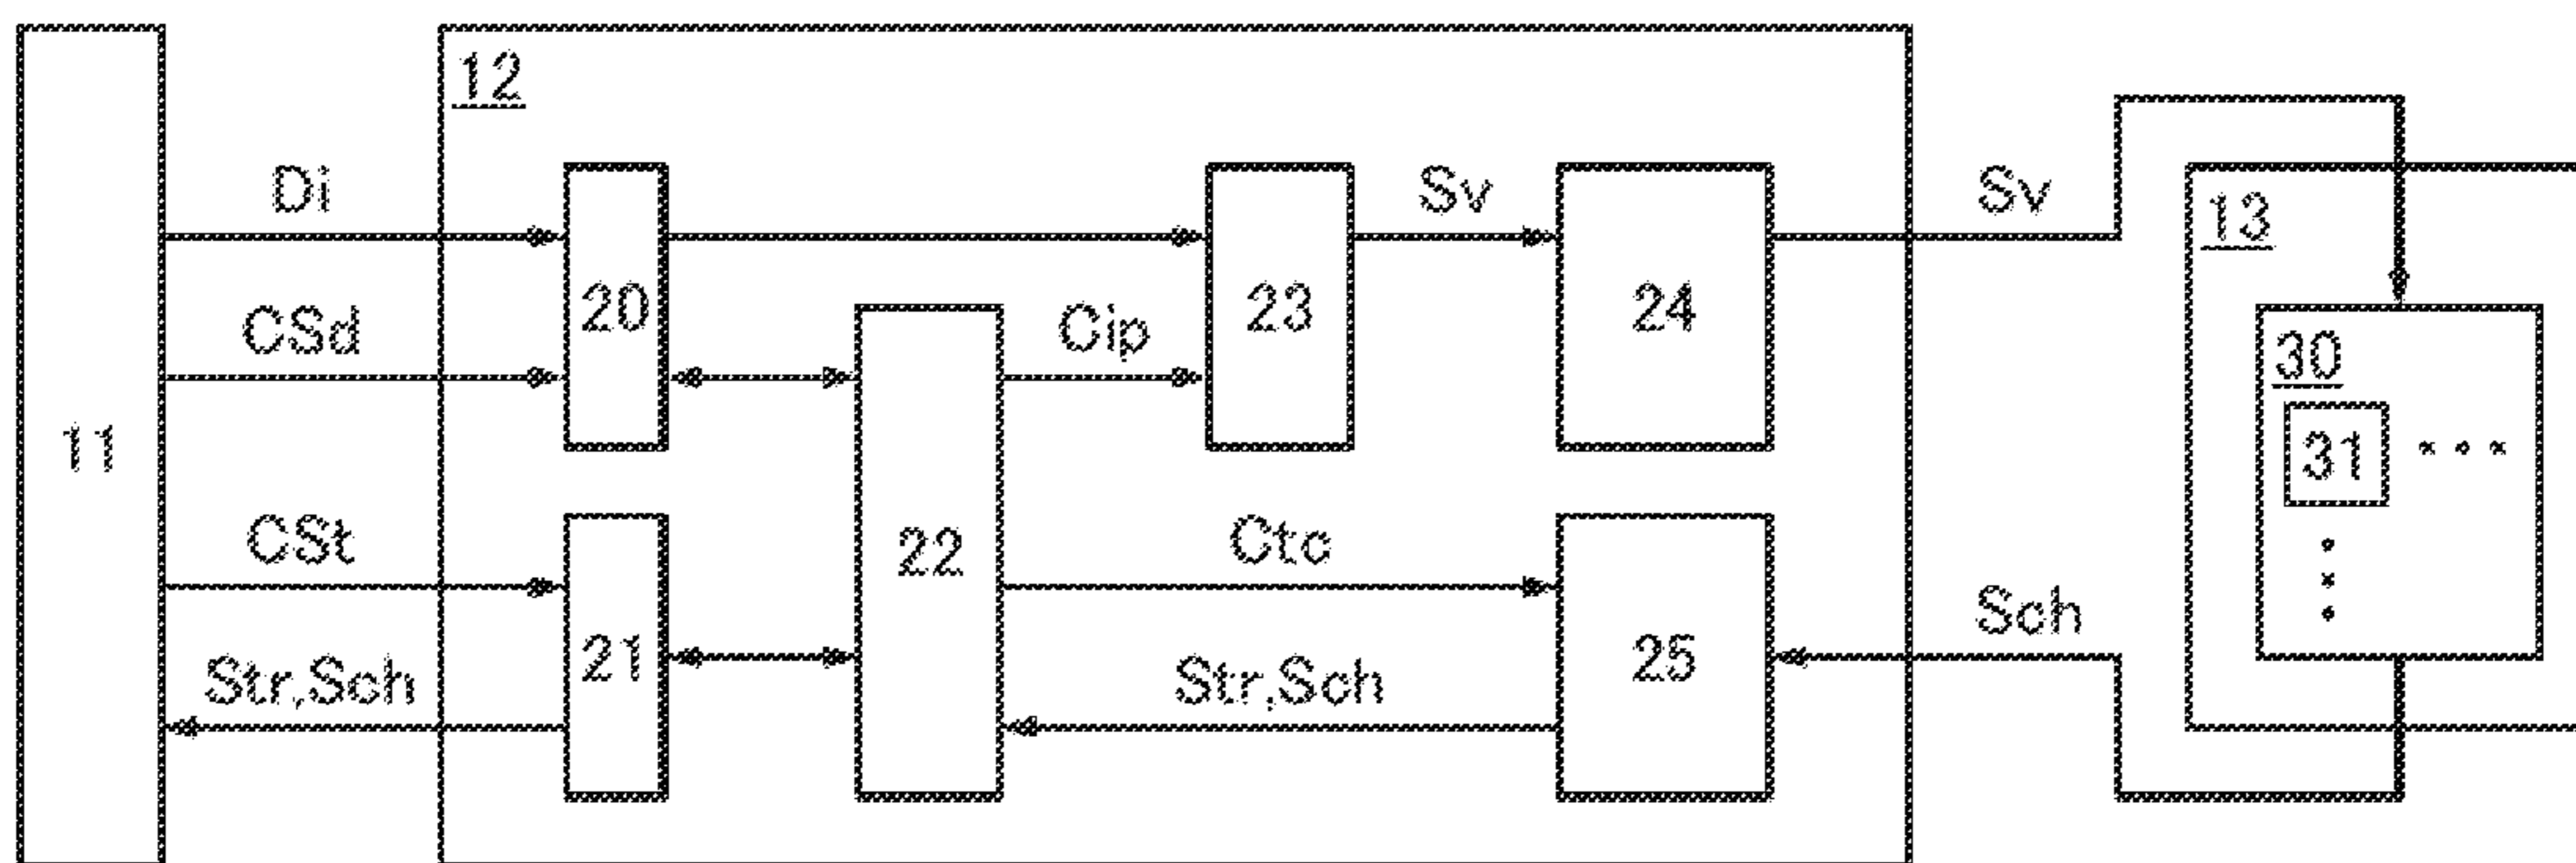 12
Di
Sv
Sv
13
CSd
20
Cip
23
24
30
11
31
CSt
22
Ctc
Sch
Str,Sch
21
Str,Sch
25